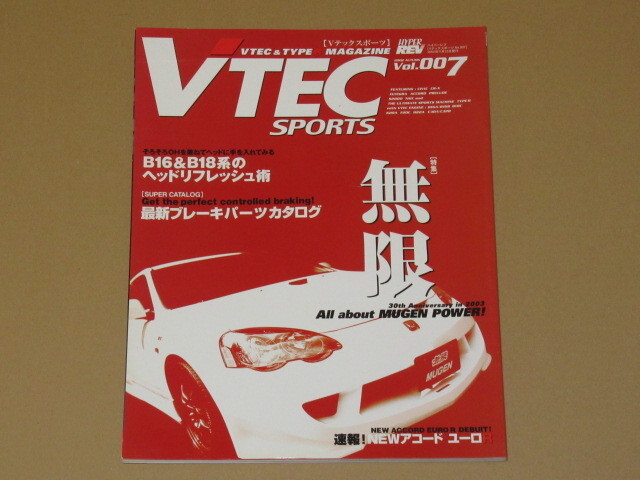 [Vテックスポーツ]
VTEC & TYPE R MAGAZINE
HYPER REV
VTEC
SPORTS
Vol.007
そろそろOHを兼ねてヘッドに手を入れてみる
B16&B18系の
ヘッドリフレッシュ術
[SUPER CATALOG]
Get the perfect controlled braking!
最新ブレーキパーツカタログ
[特集]
無限
30th Anniversary in 2003
All about MUGEN POWER!
無限
MUGEN
NEW ACCORD EURO R DEBUT!
速報!NEWアコード ユーロR